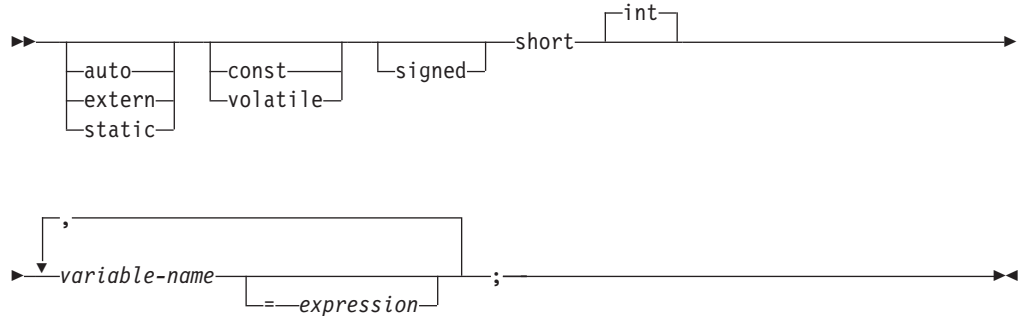 int
short
auto const signed
extern volatile
static
,
variable-name ;
= expression